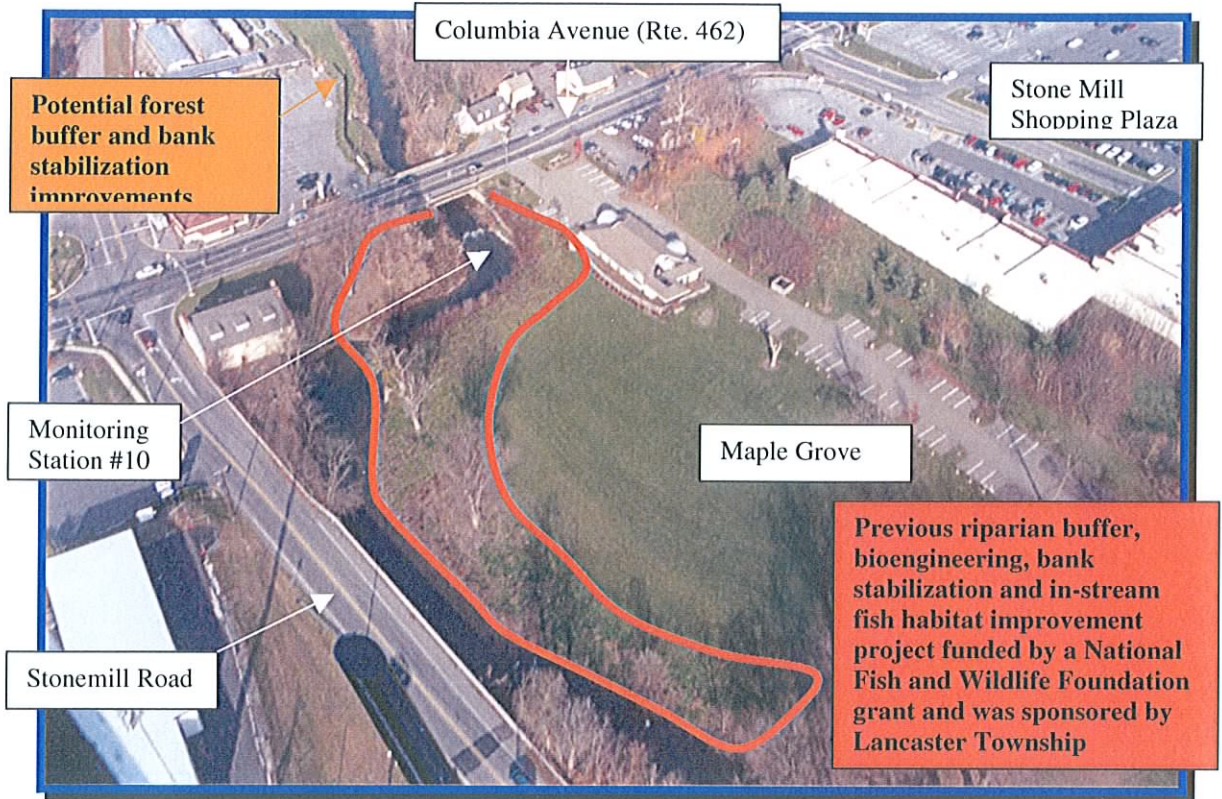 Columbia Avenue (Rte. 462)
Potential forest
buffer and bank
stabilization
improvements
Stone Mill
Shopping Plaza
Monitoring
Station #10
Maple Grove
Previous riparian buffer,
bioengineering, bank
stabilization and in-stream
fish habitat improvement
project funded by a National
Fish and Wildlife Foundation
grant and was sponsored by
Lancaster Township
Stonemill Road